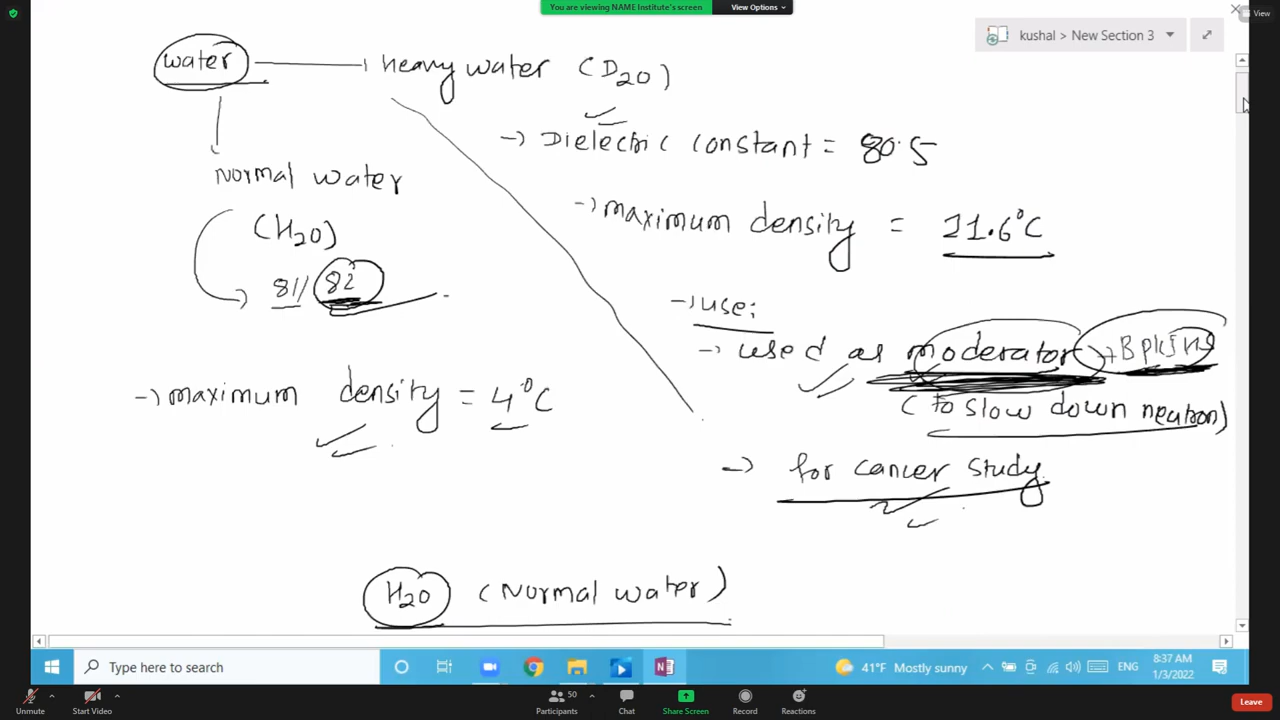 You are viewing NAME Institute's screen
View Options
View
kushal > New Section 3
water
heavy water (D2O)
→ Dielectric constant = 80.5
Normal water
(H2O)
81// 82
→ maximum density = 11.6°C
→ use:
→ used as moderator → BPKIHS
(to slow down neutron)
→ maximum density = 4°C
→ for cancer study
H2O (Normal water)
Type here to search
41°F Mostly sunny
ENG
8:37 AM
1/3/2022
Unmute
Start Video
50
Participants
Chat
Share Screen
Record
Reactions
Leave